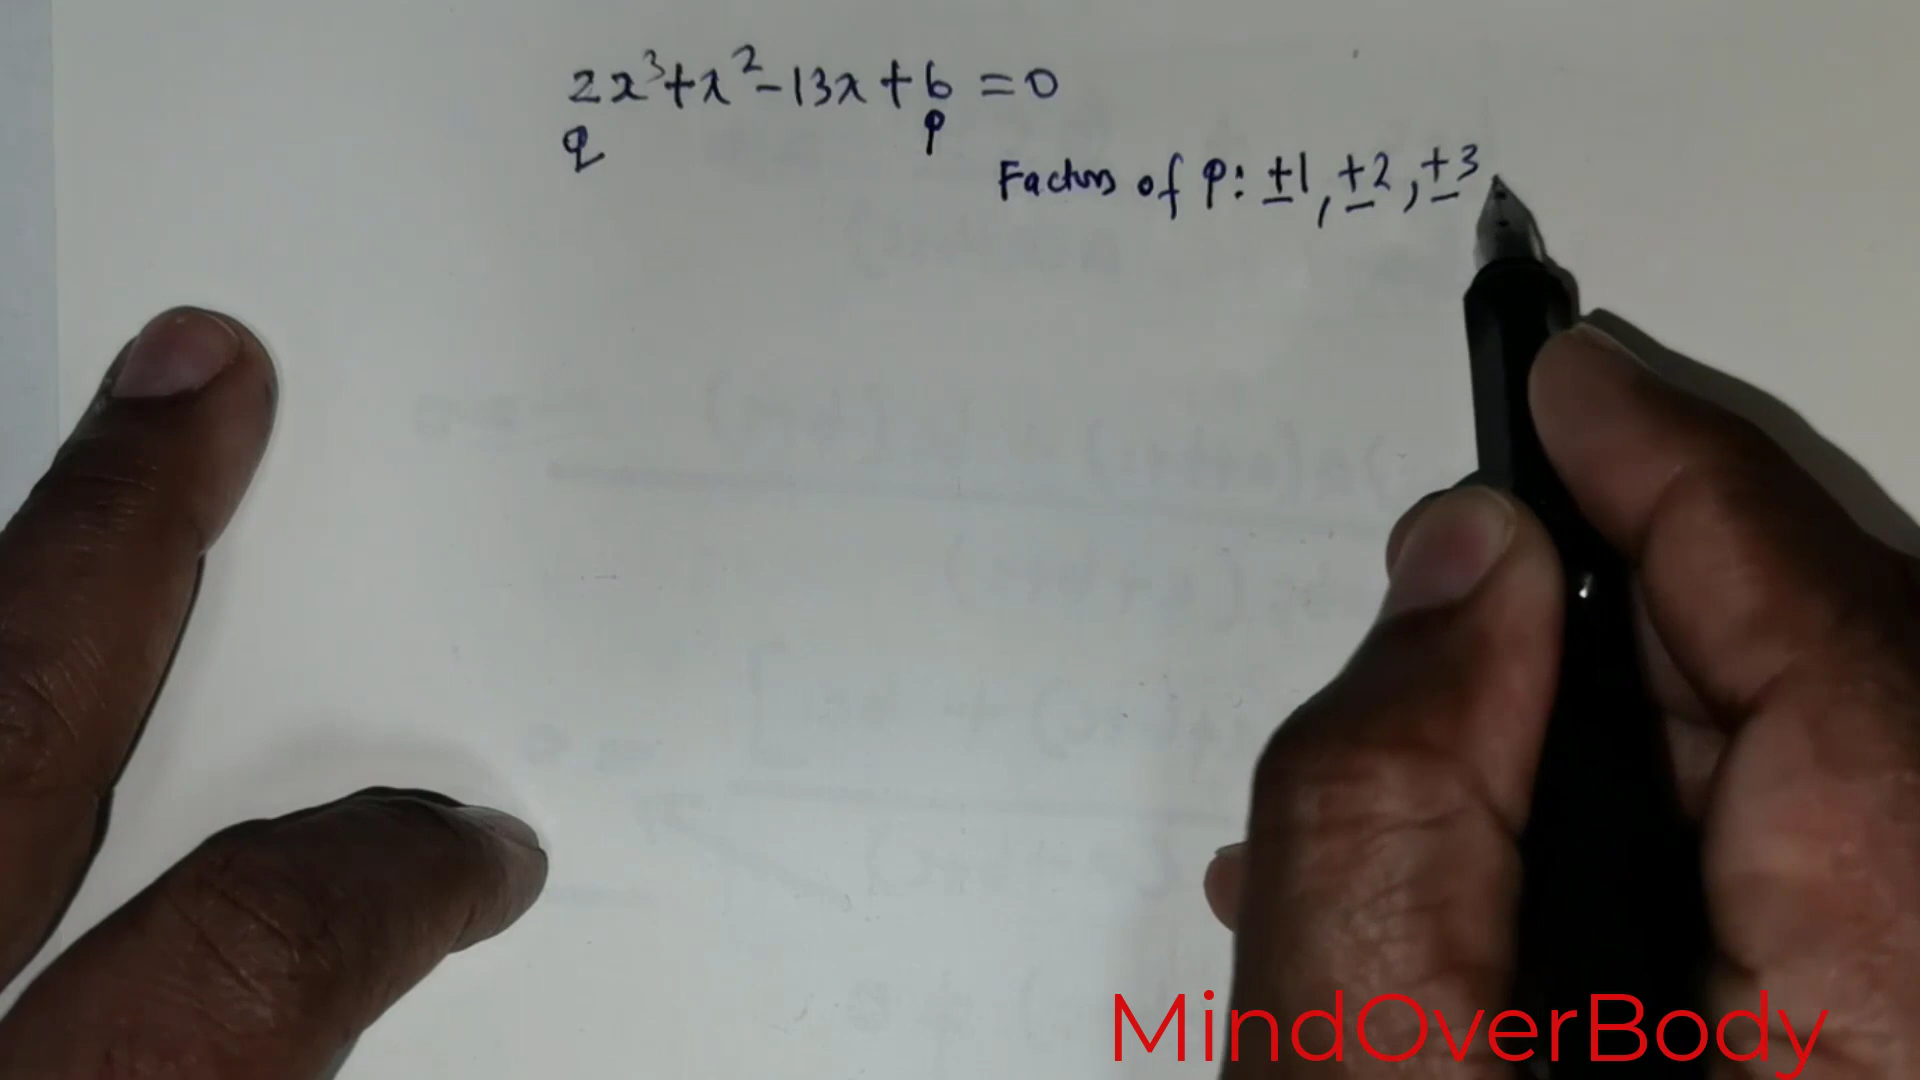 2x³+x²-13x+6=0
q p
Factors of P: ±1, ±2, ±3
MindOverBody